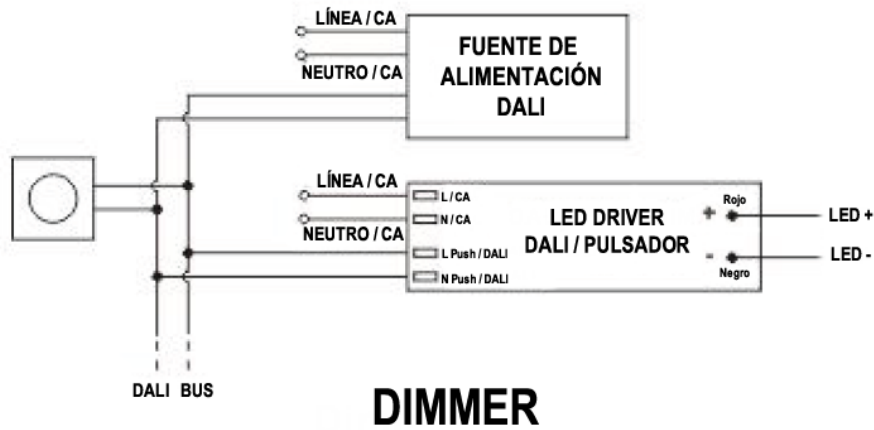 LÍNEA / CA
NEUTRO / CA
FUENTE DE
ALIMENTACIÓN
DALI
LÍNEA / CA
NEUTRO / CA
L / CA
N / CA
L Push / DALI
N Push / DALI
LED DRIVER
DALI / PULSADOR
Rojo
+
-
Negro
LED +
LED -
DALI BUS
DIMMER